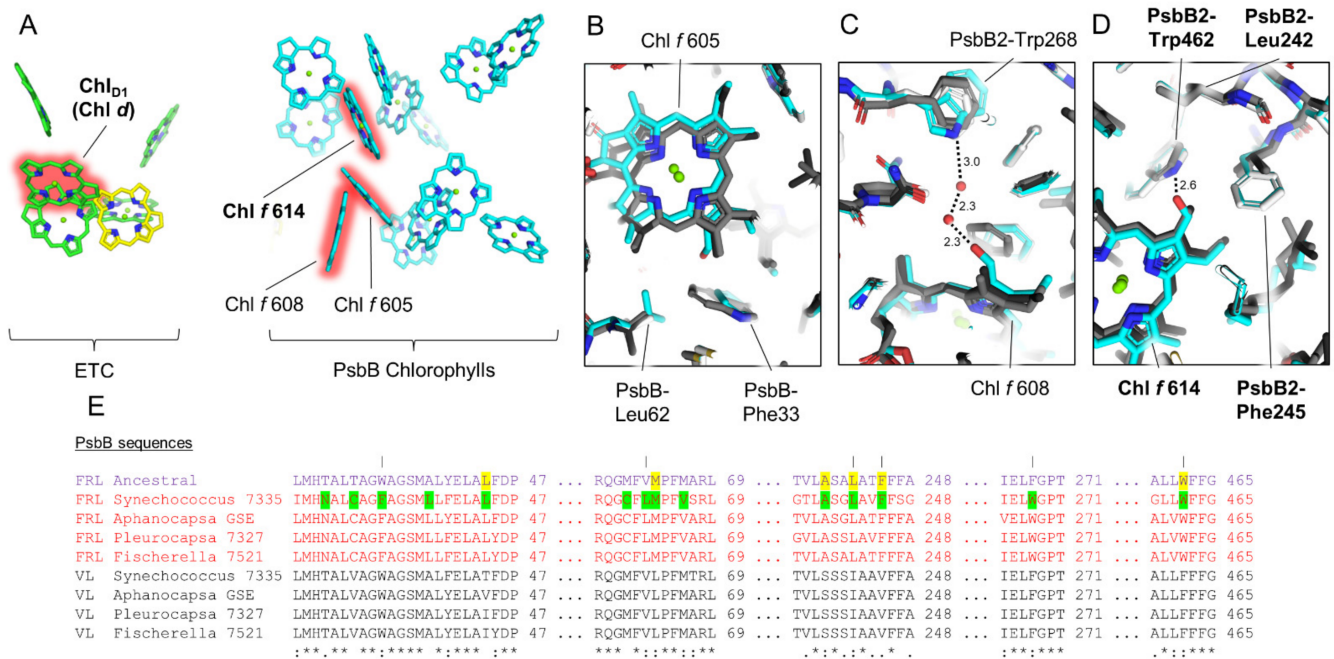 A
Chl_D1
(Chl d)
Chl f 614
Chl f 608
Chl f 605
ETC
PsbB Chlorophylls
B
Chl f 605
PsbB-
Leu62
PsbB-
Phe33
C
PsbB2-Trp268
3.0
2.3
2.3
Chl f 608
D
PsbB2-
Trp462
PsbB2-
Leu242
2.6
Chl f 614
PsbB2-
Phe245
E
PsbB sequences
FRL Ancestral LMHTALTAGWAGSMALYELALFDP 47 ... RQGMFVMPFMARL 69 ... TVLASALATFFFA 248 ... IELFGPT 271 ... ALLWFFG 465
FRL Synechococcus 7335 IMHNALCAGFAGSMLLFELALFDP 47 ... RQGCFLMPFVSRL 69 ... GTLASGLAVFFSG 248 ... IELWGPT 271 ... GLLWFFG 465
FRL Aphanocapsa GSE LMHNALCAGWAGSMALFELALYDP 47 ... RQGCFLMPFVARL 69 ... TVLASGLATFFFA 248 ... VELWGPT 271 ... ALVWFFG 465
FRL Pleurocapsa 7327 LMHNALCAGWAGSMALFELALYDP 47 ... RQGCFLMPFVARL 69 ... GVLASALATFFFA 248 ... IELWGPT 271 ... ALVWFFG 465
FRL Fischerella 7521 LMHNALCAGWAGSMALFELALYDP 47 ... RQGCFLMPFVARL 69 ... TVLASALATFFFA 248 ... IELWGPT 271 ... ALVWFFG 465
VL Synechococcus 7335 LMHTALVAGWAGSMALFELATFDP 47 ... RQGMFVLPFMTRL 69 ... TVLSSSIAAVFFA 248 ... IELFGPT 271 ... ALLFFFG 465
VL Aphanocapsa GSE LMHTALVAGWAGSMALYELAVFDP 47 ... RQGMFVLPFMARL 69 ... TVLSSSIAAVFFA 248 ... IELFGPT 271 ... ALLFFFG 465
VL Pleurocapsa 7327 LMHTALVAGWAGSMALYELAIFDP 47 ... RQGMFVLPFMARL 69 ... TVLSSSIAAVFFA 248 ... IELFGPT 271 ... ALLFFFG 465
VL Fischerella 7521 LMHTALVAGWAGSMALYELAIFDP 47 ... RQGMFVLPFMARL 69 ... TVLSSSIAAVFFA 248 ... IELFGPT 271 ... ALLFFFG 465